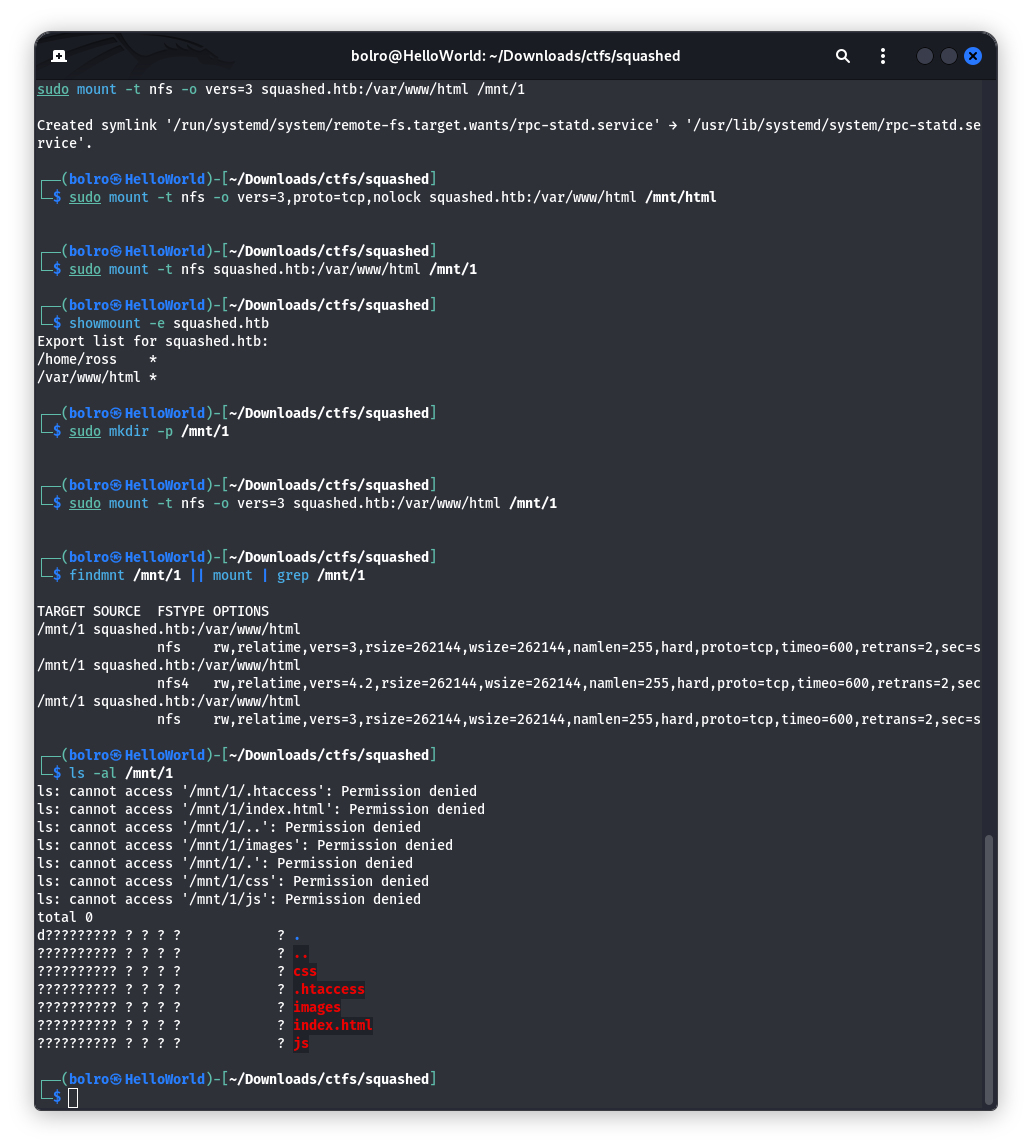 bolro@HelloWorld: ~/Downloads/ctfs/squashed
sudo mount -t nfs -o vers=3 squashed.htb:/var/www/html /mnt/1
Created symlink '/run/systemd/system/remote-fs.target.wants/rpc-statd.service' → '/usr/lib/systemd/system/rpc-statd.se
rvice'.
┌──(bolro㉿HelloWorld)-[~/Downloads/ctfs/squashed]
└─$ sudo mount -t nfs -o vers=3,proto=tcp,nolock squashed.htb:/var/www/html /mnt/html
┌──(bolro㉿HelloWorld)-[~/Downloads/ctfs/squashed]
└─$ sudo mount -t nfs squashed.htb:/var/www/html /mnt/1
┌──(bolro㉿HelloWorld)-[~/Downloads/ctfs/squashed]
└─$ showmount -e squashed.htb
Export list for squashed.htb:
/home/ross    *
/var/www/html *
┌──(bolro㉿HelloWorld)-[~/Downloads/ctfs/squashed]
└─$ sudo mkdir -p /mnt/1
┌──(bolro㉿HelloWorld)-[~/Downloads/ctfs/squashed]
└─$ sudo mount -t nfs -o vers=3 squashed.htb:/var/www/html /mnt/1
┌──(bolro㉿HelloWorld)-[~/Downloads/ctfs/squashed]
└─$ findmnt /mnt/1 || mount | grep /mnt/1
TARGET SOURCE  FSTYPE OPTIONS
/mnt/1 squashed.htb:/var/www/html
               nfs    rw,relatime,vers=3,rsize=262144,wsize=262144,namlen=255,hard,proto=tcp,timeo=600,retrans=2,sec=s
/mnt/1 squashed.htb:/var/www/html
               nfs4   rw,relatime,vers=4.2,rsize=262144,wsize=262144,namlen=255,hard,proto=tcp,timeo=600,retrans=2,sec
/mnt/1 squashed.htb:/var/www/html
               nfs    rw,relatime,vers=3,rsize=262144,wsize=262144,namlen=255,hard,proto=tcp,timeo=600,retrans=2,sec=s
┌──(bolro㉿HelloWorld)-[~/Downloads/ctfs/squashed]
└─$ ls -al /mnt/1
ls: cannot access '/mnt/1/.htaccess': Permission denied
ls: cannot access '/mnt/1/index.html': Permission denied
ls: cannot access '/mnt/1/..': Permission denied
ls: cannot access '/mnt/1/images': Permission denied
ls: cannot access '/mnt/1/.': Permission denied
ls: cannot access '/mnt/1/css': Permission denied
ls: cannot access '/mnt/1/js': Permission denied
total 0
d????????? ? ? ? ?            ? .
?????????? ? ? ? ?            ? ..
?????????? ? ? ? ?            ? css
?????????? ? ? ? ?            ? .htaccess
?????????? ? ? ? ?            ? images
?????????? ? ? ? ?            ? index.html
?????????? ? ? ? ?            ? js
┌──(bolro㉿HelloWorld)-[~/Downloads/ctfs/squashed]
└─$